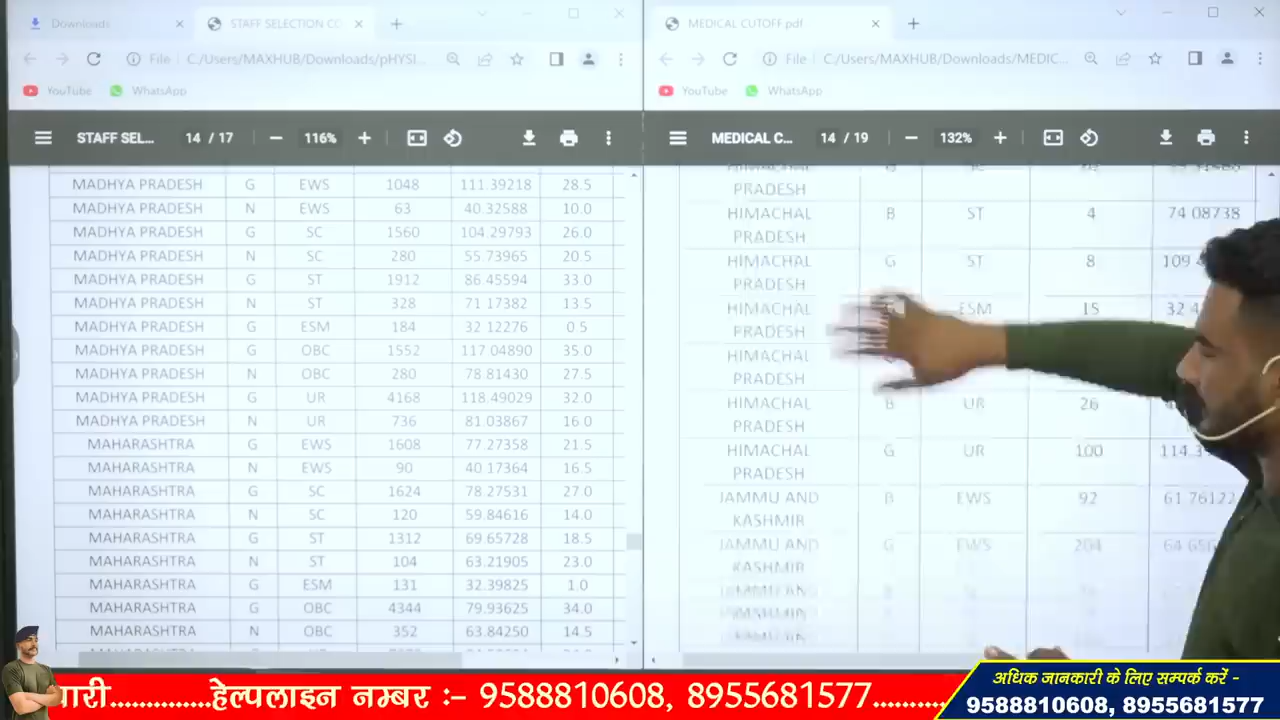 Downloads
STAFF SELECTION CO
MEDICAL CUTOFF.pdf
File C:/Users/MAXHUB/Downloads/pHYSI...
File C:/Users/MAXHUB/Downloads/MEDIC...
YouTube WhatsApp
YouTube WhatsApp
STAFF SEL... 14 / 17 116%
MEDICAL C... 14 / 19 132%
MADHYA PRADESH G EWS 1048 111.39218 28.5
MADHYA PRADESH N EWS 63 40.32588 10.0
MADHYA PRADESH G SC 1560 104.29793 26.0
MADHYA PRADESH N SC 280 55.73965 20.5
MADHYA PRADESH G ST 1912 86.45594 33.0
MADHYA PRADESH N ST 328 71.17382 13.5
MADHYA PRADESH G ESM 184 32.12276 0.5
MADHYA PRADESH G OBC 1552 117.04890 35.0
MADHYA PRADESH N OBC 280 78.81430 27.5
MADHYA PRADESH G UR 4168 118.49029 32.0
MADHYA PRADESH N UR 736 81.03867 16.0
MAHARASHTRA G EWS 1608 77.27358 21.5
MAHARASHTRA N EWS 90 40.17364 16.5
MAHARASHTRA G SC 1624 78.27531 27.0
MAHARASHTRA N SC 120 59.84616 14.0
MAHARASHTRA G ST 1312 69.65728 18.5
MAHARASHTRA N ST 104 63.21905 23.0
MAHARASHTRA G ESM 131 32.39825 1.0
MAHARASHTRA G OBC 4344 79.93625 34.0
MAHARASHTRA N OBC 352 63.84250 14.5
PRADESH
HIMACHAL B ST 4 74.08738
PRADESH
HIMACHAL G ST 8 109
PRADESH
HIMACHAL ESM 15 32
PRADESH
HIMACHAL
PRADESH
HIMACHAL B UR 26
PRADESH
HIMACHAL G UR 100 114
PRADESH
JAMMU AND B EWS 92 61.76122
KASHMIR
JAMMU AND G EWS 204 64
KASHMIR
ारी..............हेल्पलाइन नम्बर :- 9588810608, 8955681577..........
अधिक जानकारी के लिए सम्पर्क करें -
9588810608, 8955681577